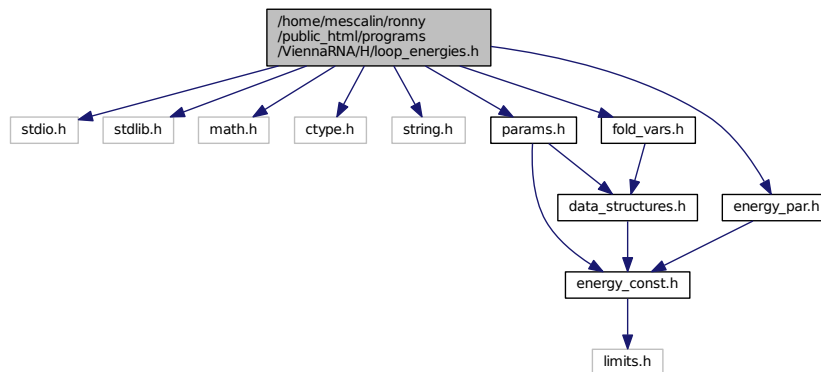 /home/mescalin/ronny
/public_html/programs
/ViennaRNA/H/loop_energies.h
stdio.h
stdlib.h
math.h
ctype.h
string.h
params.h
fold_vars.h
data_structures.h
energy_par.h
energy_const.h
limits.h